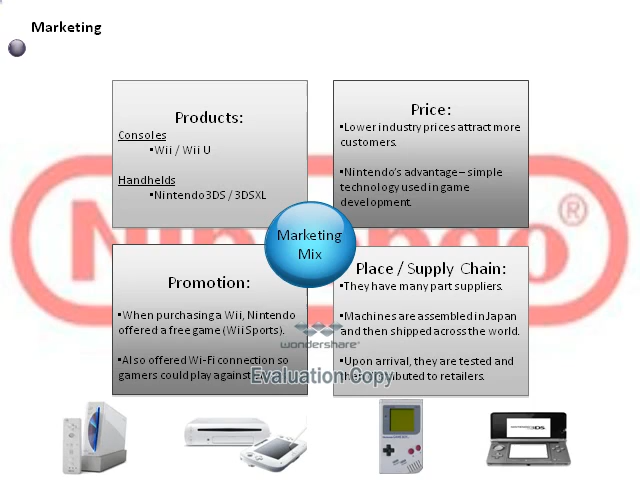 Marketing
Products:
Consoles
▪Wii / Wii U
Handhelds
▪Nintendo3DS / 3DSXL
Price:
▪Lower industry prices attract more
customers.
▪Nintendo's advantage – simple
technology used in game
development.
Marketing
Mix
Promotion:
▪When purchasing a Wii, Nintendo
offered a free game (Wii Sports).
▪Also offered Wi-Fi connection so
gamers could play against
Place / Supply Chain:
▪They have many part suppliers.
▪Machines are assembled in Japan
and then shipped across the world.
▪Upon arrival, they are tested and
to retailers.
Nintendo®
wondershare
Evaluation Copy
NINTENDO3DS